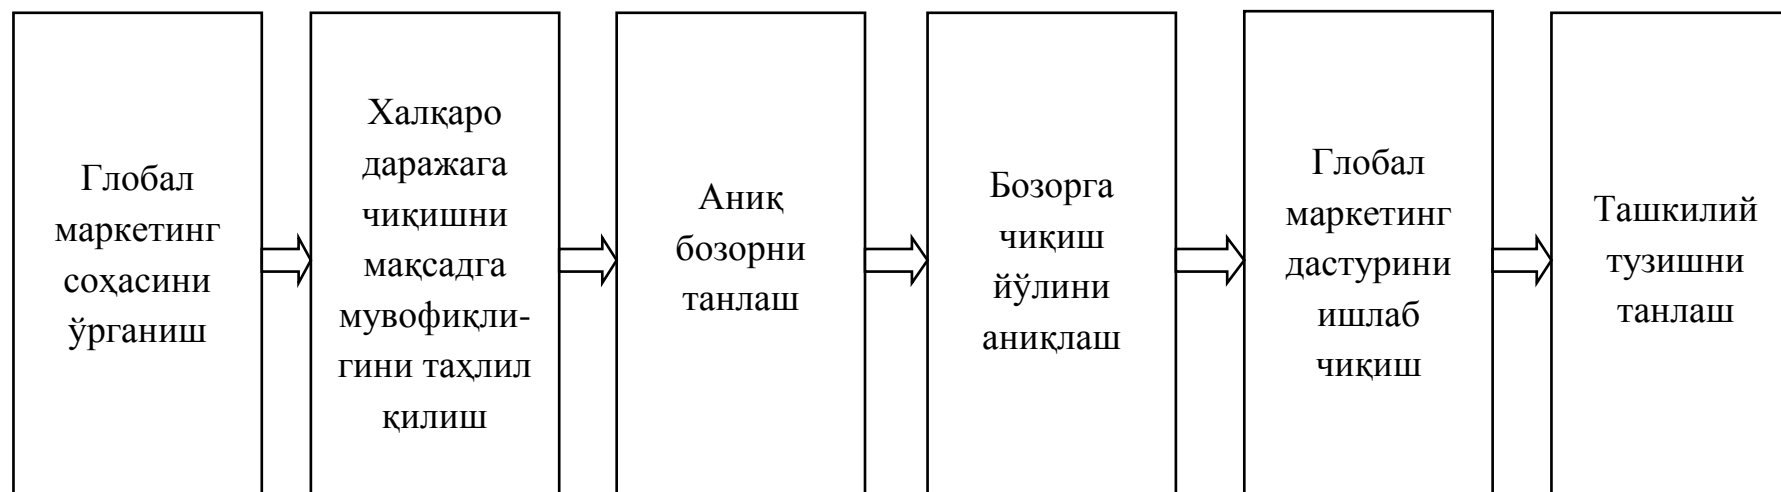 Глобал
маркетинг
соҳасини
ўрганиш
Халқаро
даражага
чиқишни
мақсадга
мувофиқли-
гини таҳлил
қилиш
Аниқ
бозорни
танлаш
Бозорга
чиқиш
йўлини
аниқлаш
Глобал
маркетинг
дастурини
ишлаб
чиқиш
Ташкилий
тузишни
танлаш